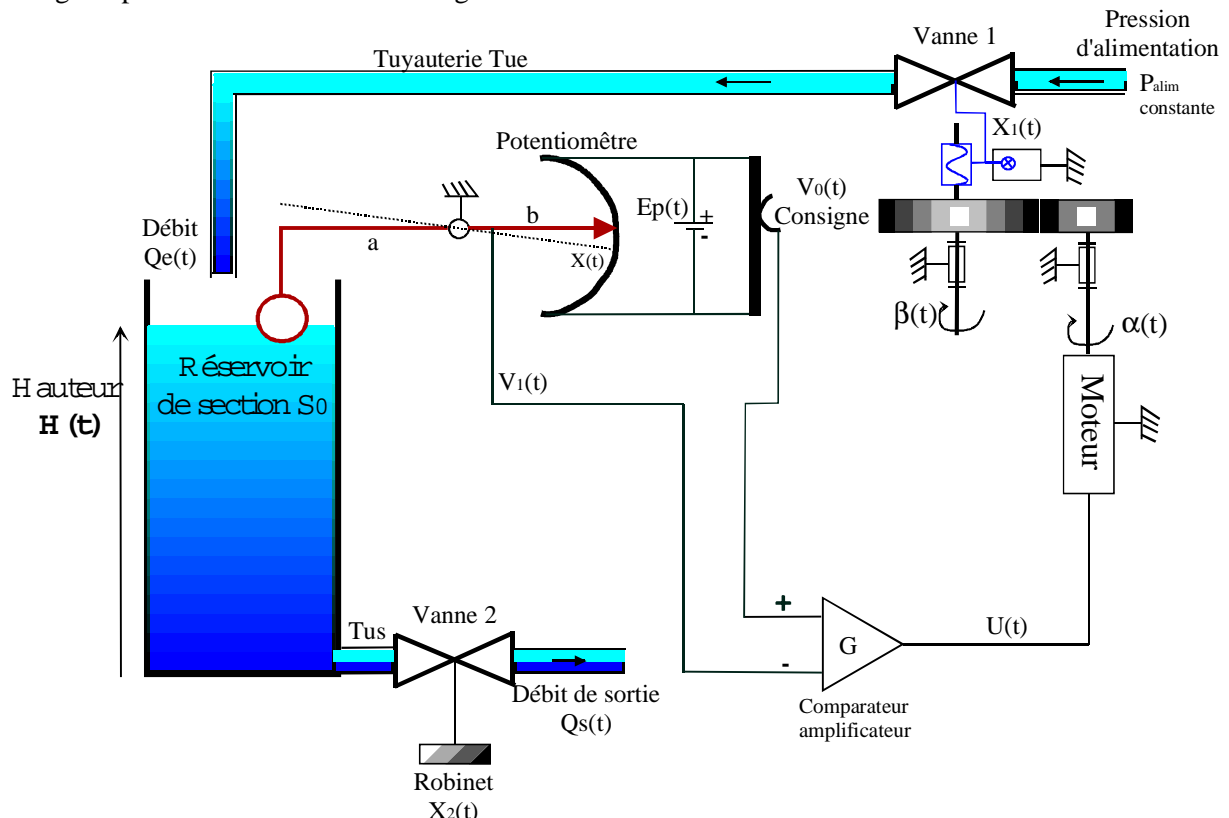 Pression
d'alimentation
Vanne 1
Tuyauterie Tue
Palim
constante
X1(t)
Potentiomêtre
V0(t)
Consigne
Ep(t)
+
-
Débit
Qe(t)
a
b
X(t)
β(t)
α(t)
Réservoir
de section S0
Hauteur
H (t)
V1(t)
Moteur
Vanne 2
Tus
+
-
G
U(t)
Débit de sortie
Qs(t)
Comparateur
amplificateur
Robinet
X2(t)